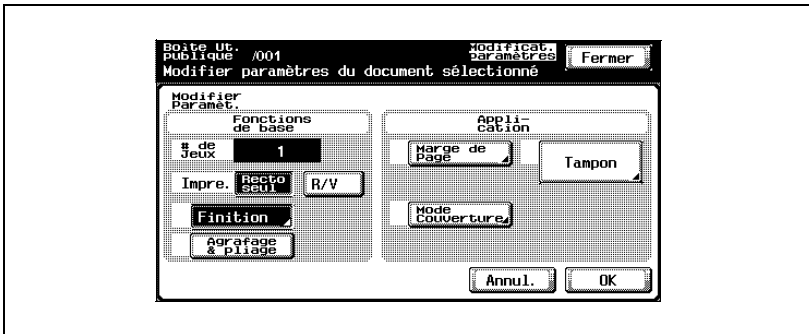 Boîte Ut.
publique /001
Modificat.
paramètres
Fermer
Modifier paramètres du document sélectionné
Modifier
Paramèt.
Fonctions
de base
# de
Jeux
1
Impre.
Recto
seul
R/V
Finition
Agrafage
& pliage
Appli-
cation
Marge de
Page
Tampon
Mode
Couverture
Annul.
OK